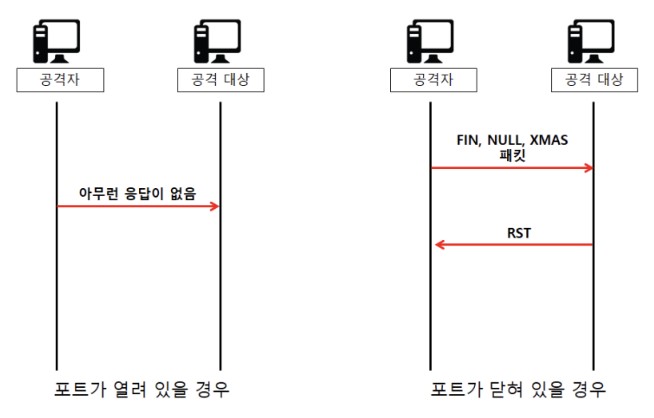 공격자
공격 대상
아무런 응답이 없음
포트가 열려 있을 경우
공격자
공격 대상
FIN, NULL, XMAS
패킷
RST
포트가 닫혀 있을 경우